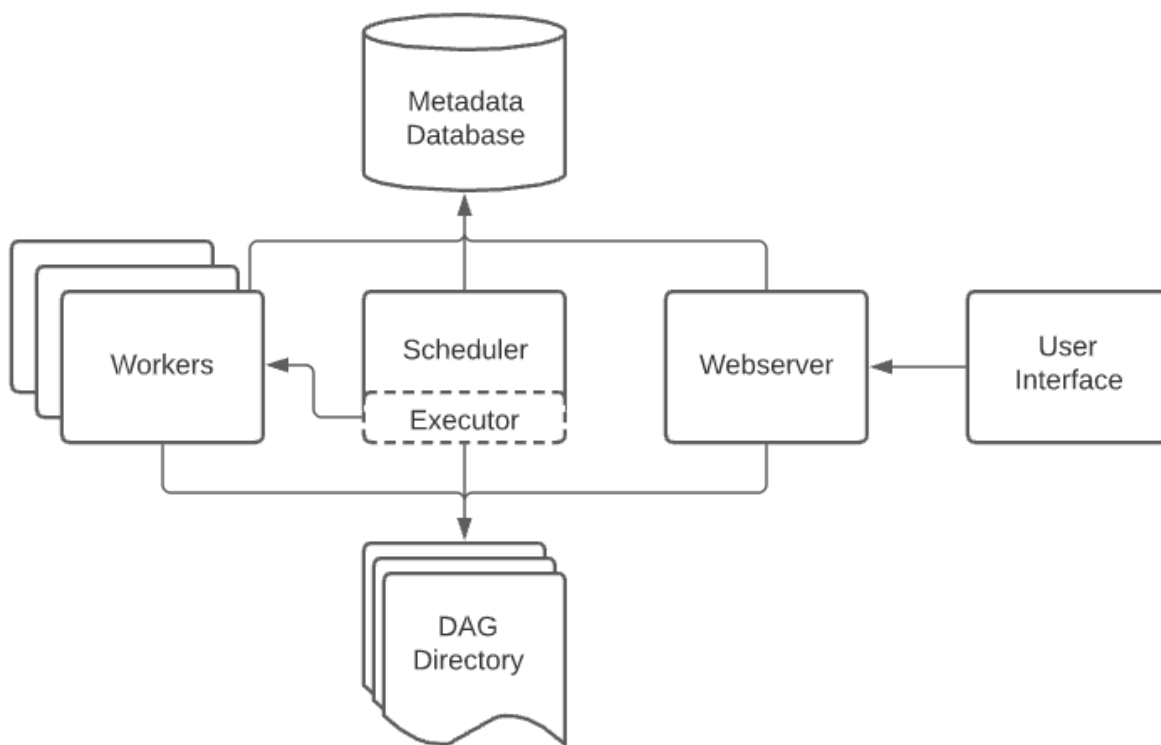 Metadata
Database
Workers
Scheduler
Executor
Webserver
User
Interface
DAG
Directory